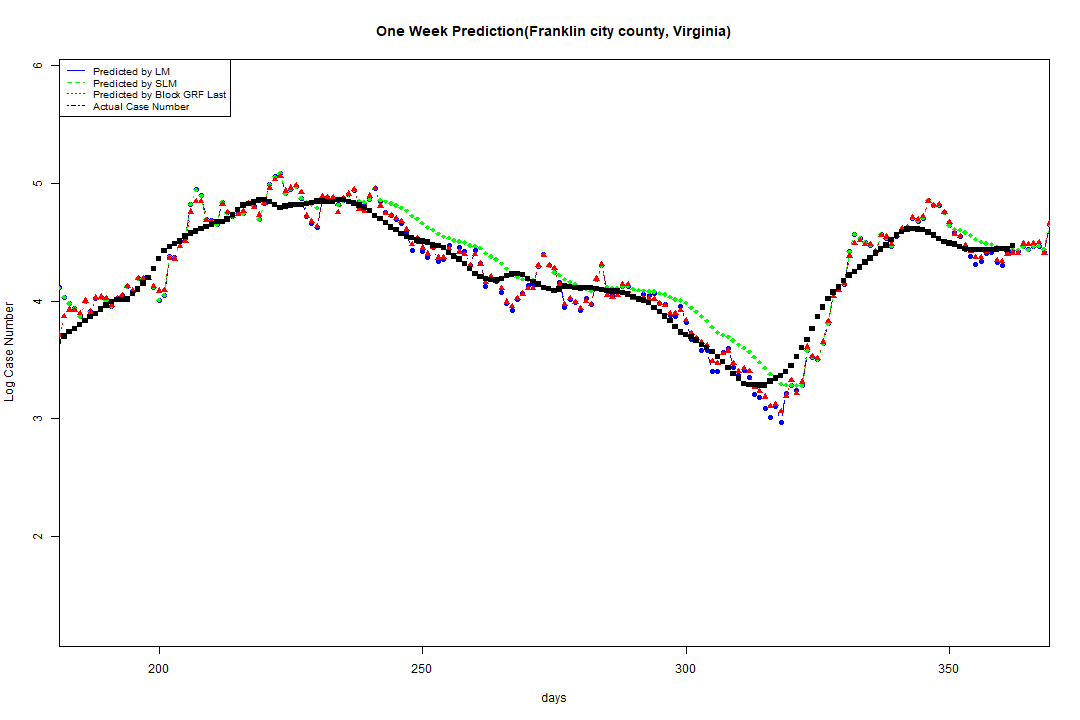 One Week Prediction(Franklin city county, Virginia)
Predicted by LM
Predicted by SLM
Predicted by Block GRF Last
Actual Case Number
6
5
4
3
2
Log Case Number
200
250
300
350
days